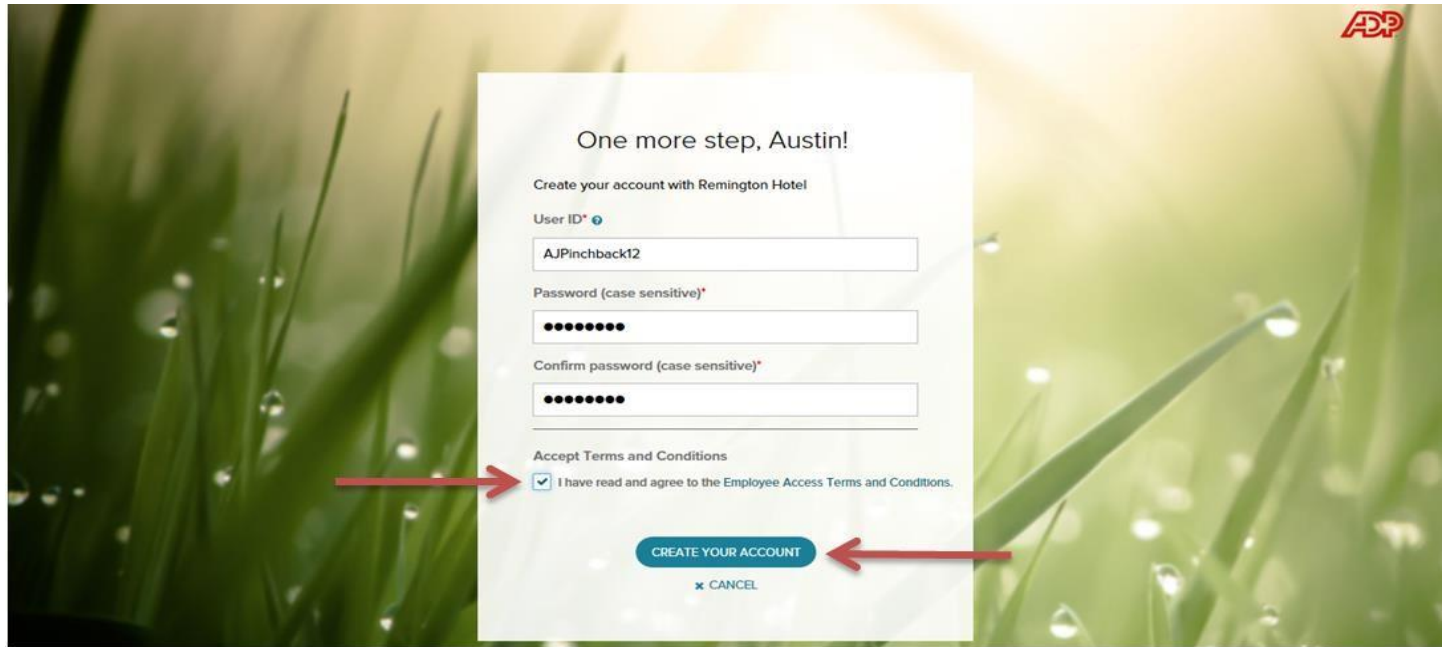 ADP
One more step, Austin!
Create your account with Remington Hotel
User ID*
AJPinchback12
Password (case sensitive)*
••••••••
Confirm password (case sensitive)*
••••••••
Accept Terms and Conditions
I have read and agree to the Employee Access Terms and Conditions.
CREATE YOUR ACCOUNT
× CANCEL